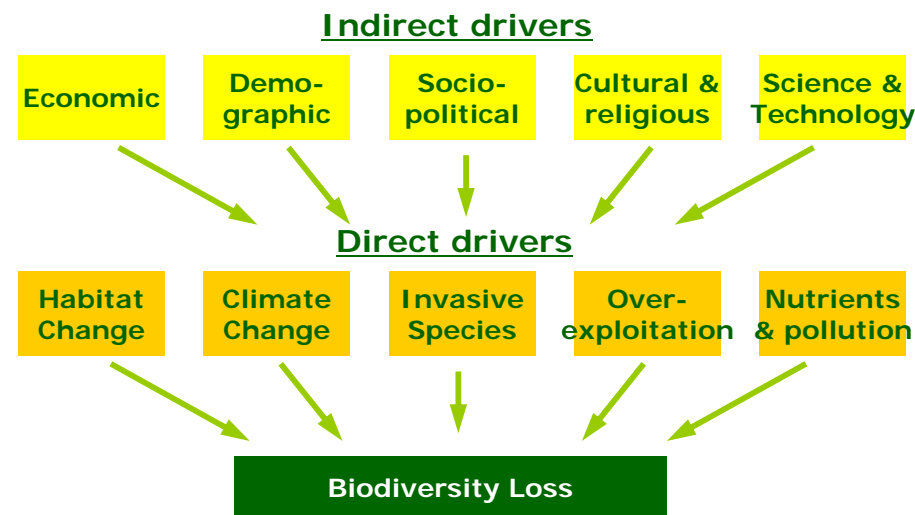 Indirect drivers
Economic
Demo-
graphic
Socio-
political
Cultural &
religious
Science &
Technology
Direct drivers
Habitat
Change
Climate
Change
Invasive
Species
Over-
exploitation
Nutrients
& pollution
Biodiversity Loss